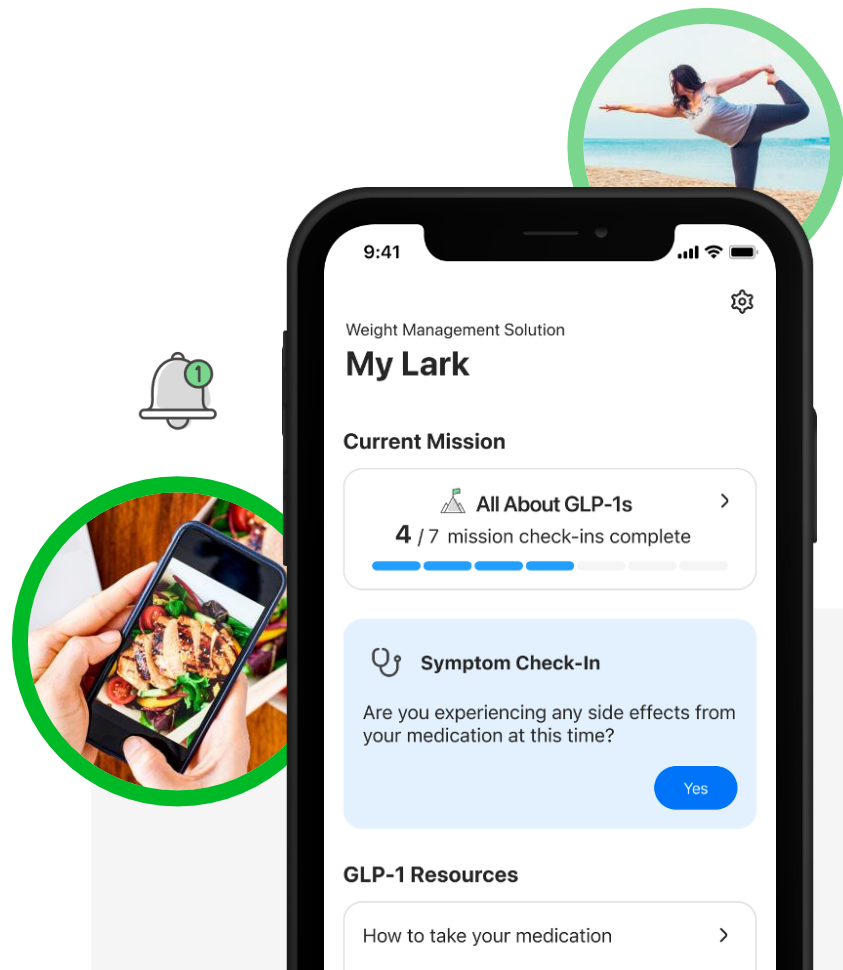 1
9:41
Weight Management Solution
My Lark
Current Mission
All About GLP-1s
4 / 7 mission check-ins complete
Symptom Check-In
Are you experiencing any side effects from
your medication at this time?
Yes
GLP-1 Resources
How to take your medication